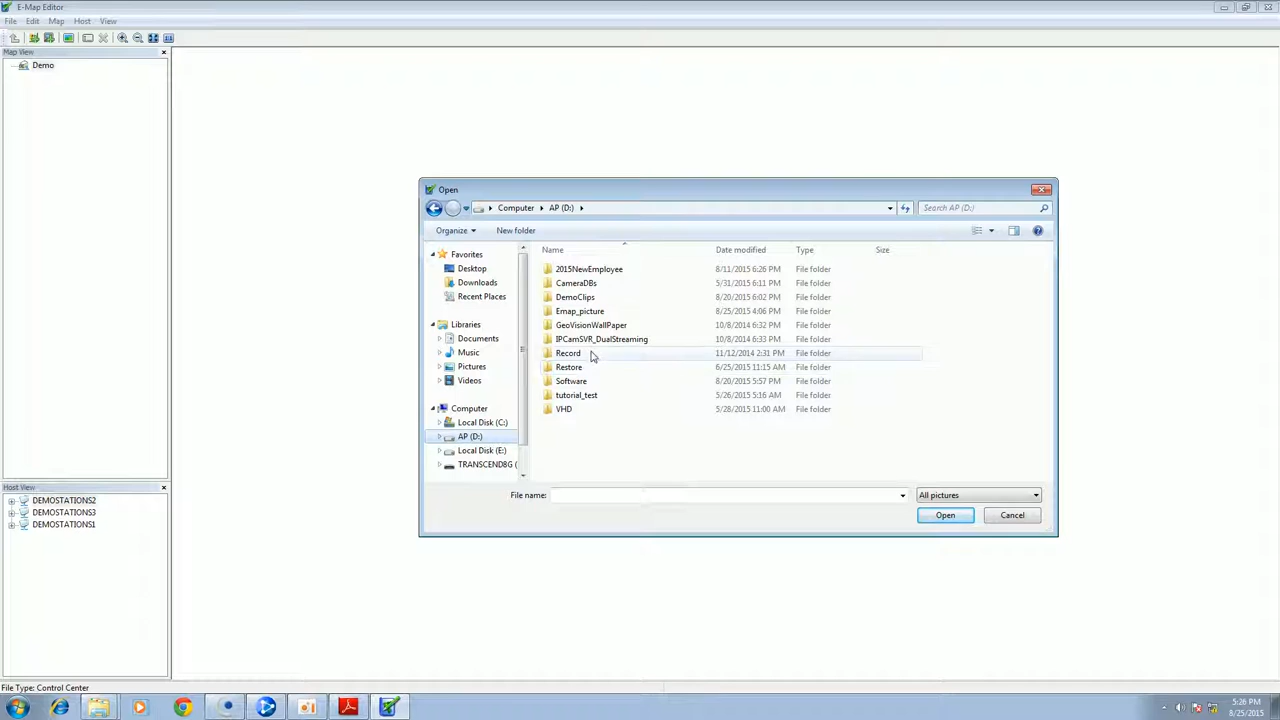 E-Map Editor
File Edit Map Host View
Map View
Demo
Open
Computer AP (D:)
Search AP (D:)
Organize New folder
Favorites
Desktop
Downloads
Recent Places
Libraries
Documents
Music
Pictures
Videos
Computer
Local Disk (C:)
AP (D:)
Local Disk (E:)
TRANSCEND8G (
Name Date modified Type Size
2015NewEmployee 8/11/2015 6:26 PM File folder
CameraDBs 5/31/2015 6:11 PM File folder
DemoClips 8/20/2015 6:02 PM File folder
Emap_picture 8/25/2015 4:06 PM File folder
GeoVisionWallPaper 10/8/2014 6:32 PM File folder
IPCamSVR_DualStreaming 10/8/2014 6:33 PM File folder
Record 11/12/2014 2:31 PM File folder
Restore 6/25/2015 11:15 AM File folder
Software 8/20/2015 5:57 PM File folder
tutorial_test 5/26/2015 5:16 AM File folder
VHD 5/28/2015 11:00 AM File folder
File name: All pictures
Open Cancel
Host View
DEMOSTATIONS2
DEMOSTATIONS3
DEMOSTATIONS1
File Type: Control Center
5:26 PM
8/25/2015